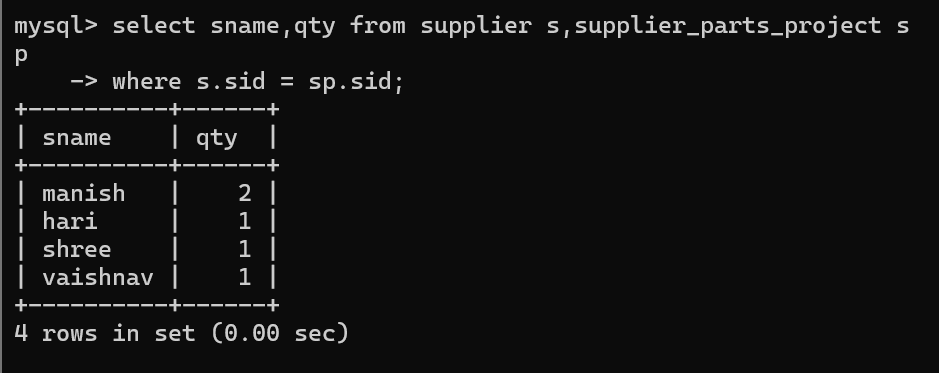 mysql> select sname,qty from supplier s,supplier_parts_project s
p
    -> where s.sid = sp.sid;
+----------+------+
| sname    | qty  |
+----------+------+
| manish   |    2 |
| hari     |    1 |
| shree    |    1 |
| vaishnav |    1 |
+----------+------+
4 rows in set (0.00 sec)